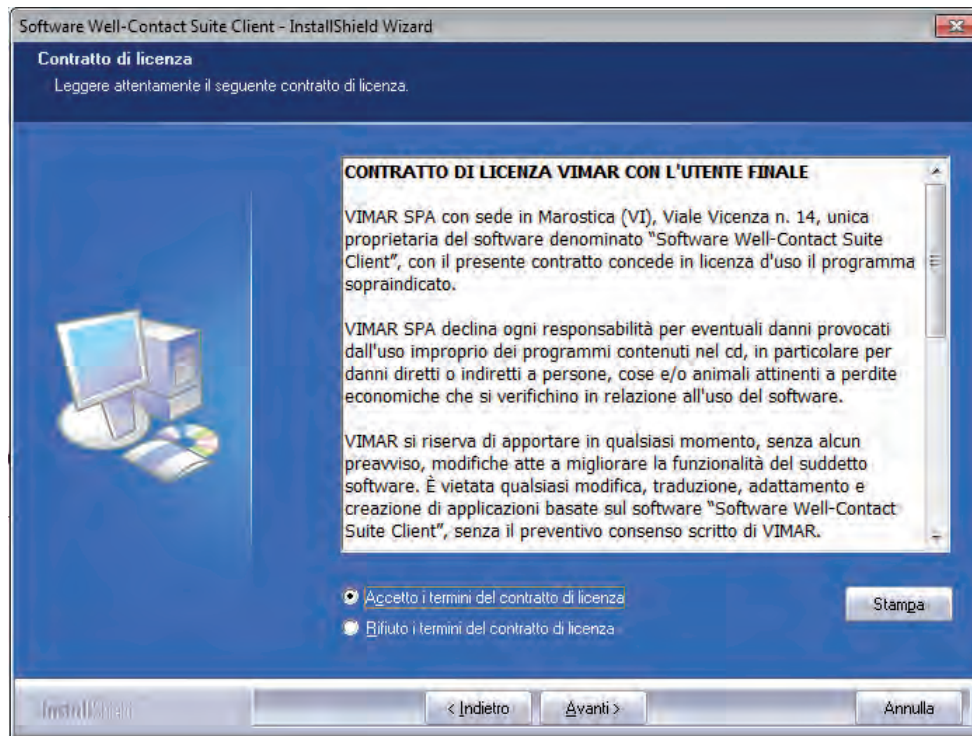 Software Well-Contact Suite Client - InstallShield Wizard
Contratto di licenza
Leggere attentamente il seguente contratto di licenza.
CONTRATTO DI LICENZA VIMAR CON L'UTENTE FINALE
VIMAR SPA con sede in Marostica (VI), Viale Vicenza n. 14, unica
proprietaria del software denominato “Software Well-Contact Suite
Client”, con il presente contratto concede in licenza d'uso il programma
sopraindicato.
VIMAR SPA declina ogni responsabilità per eventuali danni provocati
dall'uso improprio dei programmi contenuti nel cd, in particolare per
danni diretti o indiretti a persone, cose e/o animali attinenti a perdite
economiche che si verifichino in relazione all'uso del software.
VIMAR si riserva di apportare in qualsiasi momento, senza alcun
preavviso, modifiche atte a migliorare la funzionalità del suddetto
software. È vietata qualsiasi modifica, traduzione, adattamento e
creazione di applicazioni basate sul software “Software Well-Contact
Suite Client”, senza il preventivo consenso scritto di VIMAR.
Accetto i termini del contratto di licenza
Rifiuto i termini del contratto di licenza
Stampa
InstallShield
< Indietro
Avanti >
Annulla